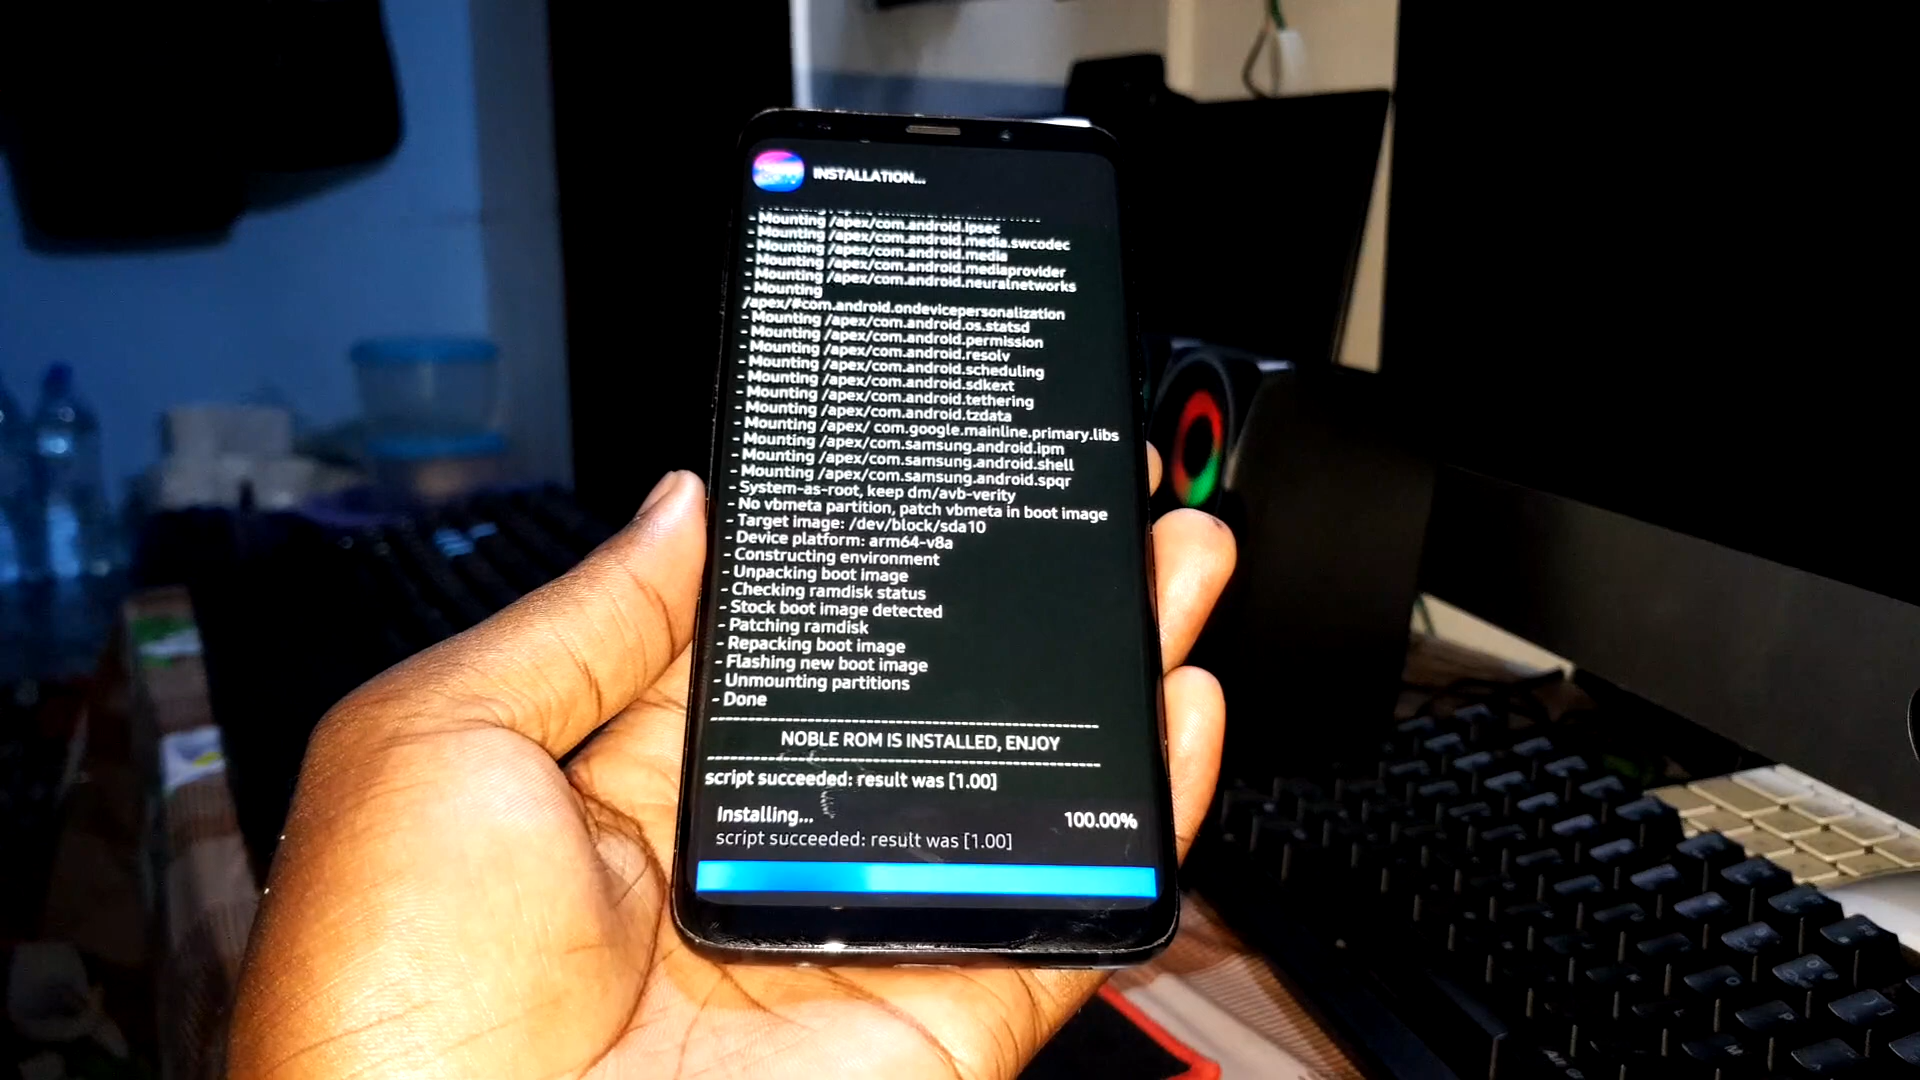 INSTALLATION...
- Mounting /apex/com.android.ipsec
- Mounting /apex/com.android.media.swcodec
- Mounting /apex/com.android.media
- Mounting /apex/com.android.mediaprovider
- Mounting /apex/com.android.neuralnetworks
- Mounting
/apex/#com.android.ondevicepersonalization
- Mounting /apex/com.android.os.statsd
- Mounting /apex/com.android.permission
- Mounting /apex/com.android.resolv
- Mounting /apex/com.android.scheduling
- Mounting /apex/com.android.sdkext
- Mounting /apex/com.android.tethering
- Mounting /apex/com.android.tzdata
- Mounting /apex/ com.google.mainline.primary.libs
- Mounting /apex/com.samsung.android.ipm
- Mounting /apex/com.samsung.android.shell
- Mounting /apex/com.samsung.android.spqr
- System-as-root, keep dm/avb-verity
- No vbmeta partition, patch vbmeta in boot image
- Target image: /dev/block/sda10
- Device platform: arm64-v8a
- Constructing environment
- Unpacking boot image
- Checking ramdisk status
- Stock boot image detected
- Patching ramdisk
- Repacking boot image
- Flashing new boot image
- Unmounting partitions
- Done
NOBLE ROM IS INSTALLED, ENJOY
script succeeded: result was [1.00]
Installing... 100.00%
script succeeded: result was [1.00]